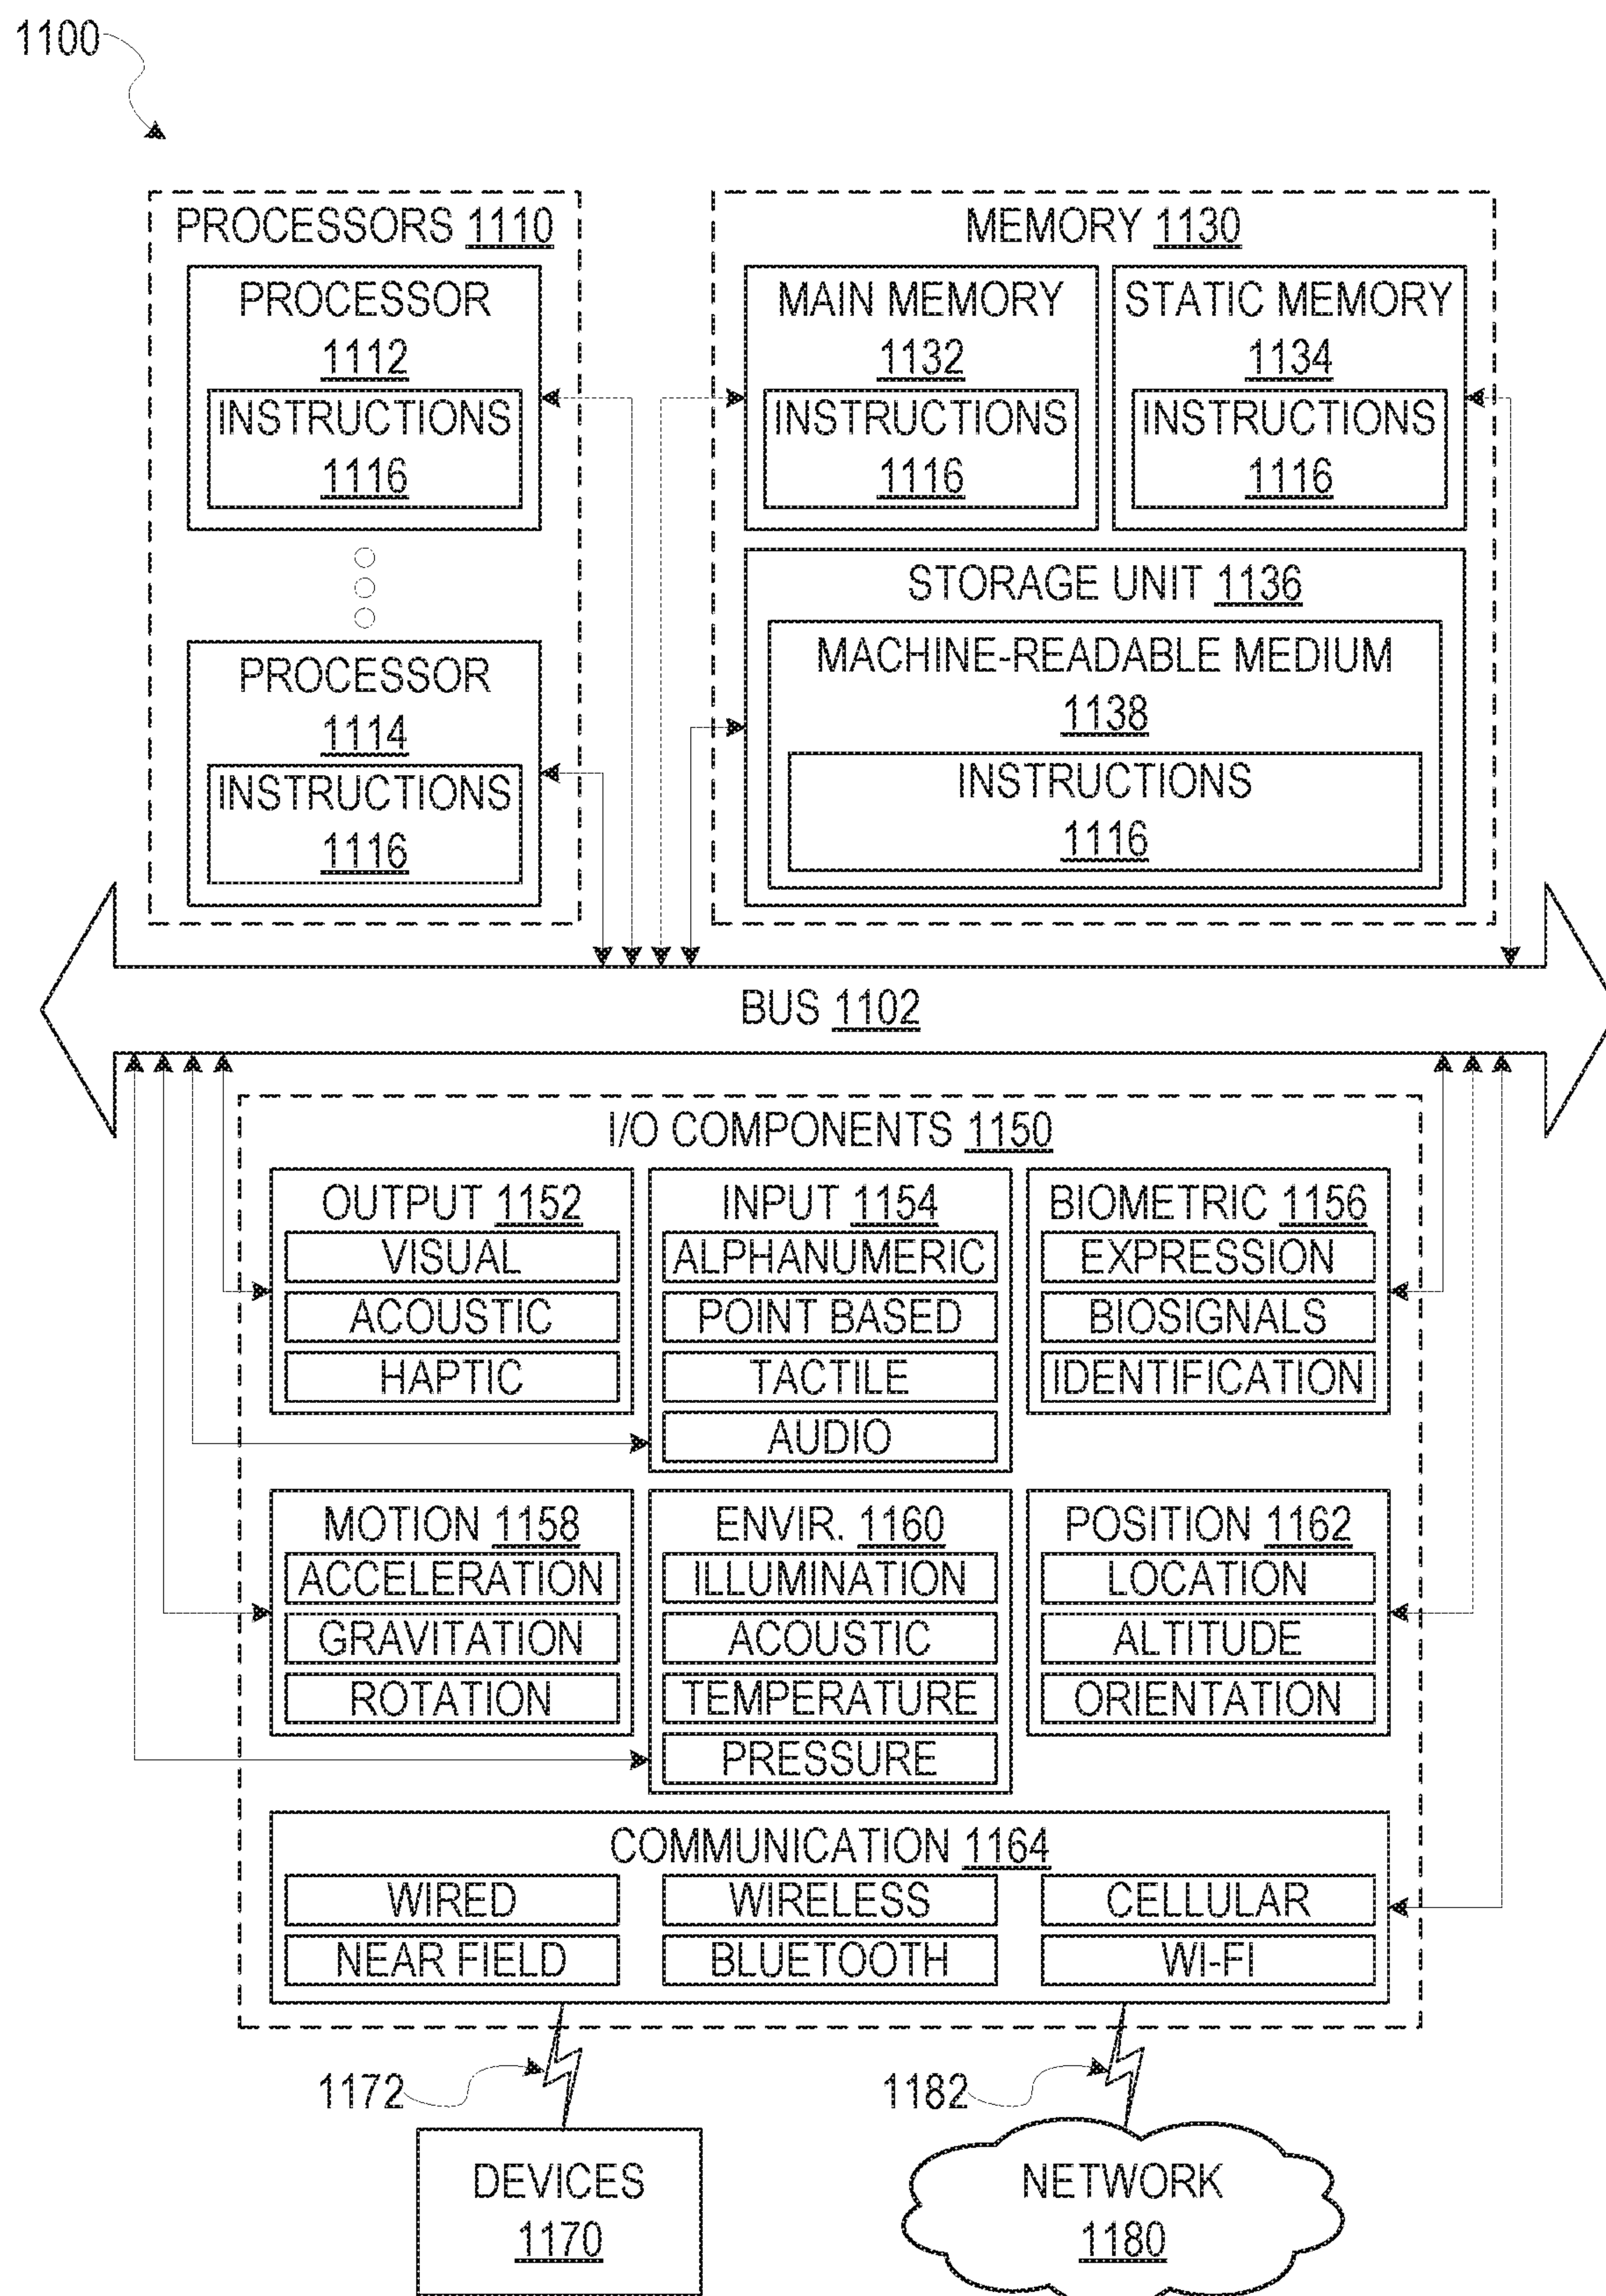 1100
PROCESSORS 1110
PROCESSOR
1112
INSTRUCTIONS
1116
PROCESSOR
1114
INSTRUCTIONS
1116
MEMORY 1130
MAIN MEMORY
1132
INSTRUCTIONS
1116
STATIC MEMORY
1134
INSTRUCTIONS
1116
STORAGE UNIT 1136
MACHINE-READABLE MEDIUM
1138
INSTRUCTIONS
1116
BUS 1102
I/O COMPONENTS 1150
OUTPUT 1152
VISUAL
ACOUSTIC
HAPTIC
INPUT 1154
ALPHANUMERIC
POINT BASED
TACTILE
AUDIO
BIOMETRIC 1156
EXPRESSION
BIOSIGNALS
IDENTIFICATION
MOTION 1158
ACCELERATION
GRAVITATION
ROTATION
ENVIR. 1160
ILLUMINATION
ACOUSTIC
TEMPERATURE
PRESSURE
POSITION 1162
LOCATION
ALTITUDE
ORIENTATION
COMMUNICATION 1164
WIRED
WIRELESS
CELLULAR
NEAR FIELD
BLUETOOTH
WI-FI
1172
1182
DEVICES
1170
NETWORK
1180